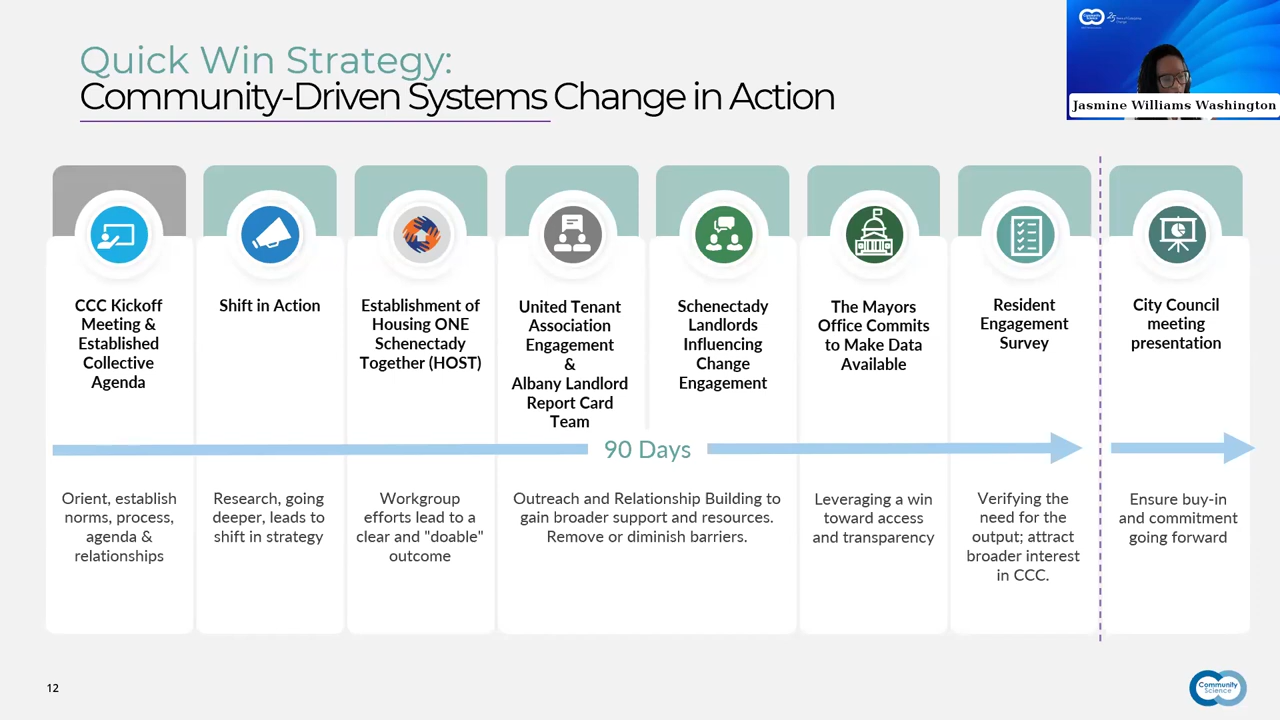 Quick Win Strategy:
Community-Driven Systems Change in Action
Community
Science
25
Jasmine Williams Washington
CCC Kickoff
Meeting &
Established
Collective
Agenda
Shift in Action
Establishment of
Housing ONE
Schenectady
Together (HOST)
United Tenant
Association
Engagement
&
Albany Landlord
Report Card
Team
Schenectady
Landlords
Influencing
Change
Engagement
The Mayors
Office Commits
to Make Data
Available
Resident
Engagement
Survey
City Council
meeting
presentation
90 Days
Orient, establish
norms, process,
agenda &
relationships
Research, going
deeper, leads to
shift in strategy
Workgroup
efforts lead to a
clear and "doable"
outcome
Outreach and Relationship Building to
gain broader support and resources.
Remove or diminish barriers.
Leveraging a win
toward access
and transparency
Verifying the
need for the
output; attract
broader interest
in CCC.
Ensure buy-in
and commitment
going forward
12
Community
Science